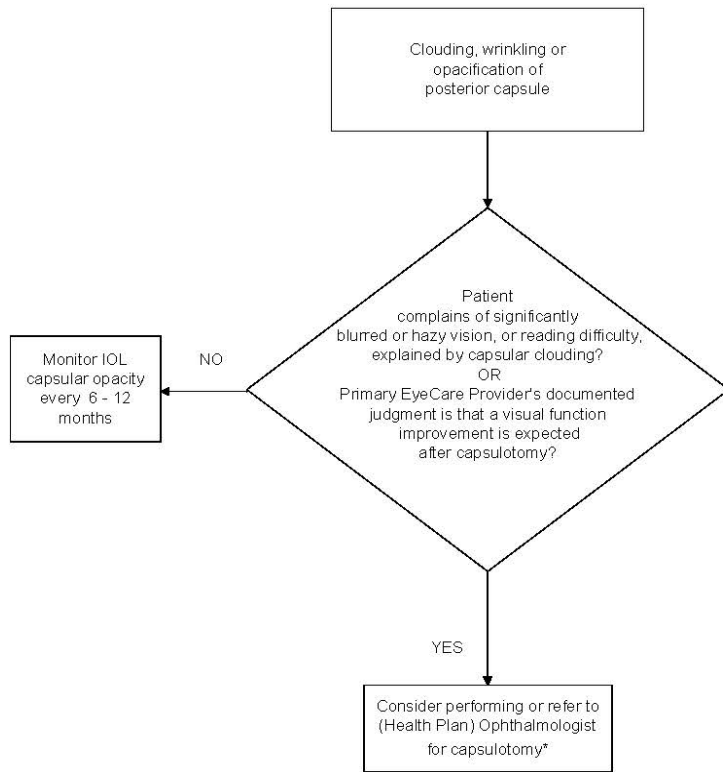 Clouding, wrinkling or
opacification of
posterior capsule
Patient
complains of significantly
blurred or hazy vision, or reading difficulty,
explained by capsular clouding?
OR
Primary EyeCare Provider's documented
judgment is that a visual function
improvement is expected
after capsulotomy?
NO
Monitor IOL
capsular opacity
every 6 - 12
months
YES
Consider performing or refer to
(Health Plan) Ophthalmologist
for capsulotomy*